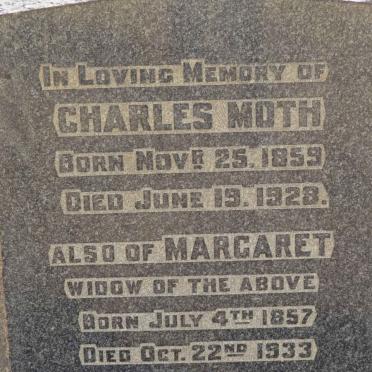 IN LOVING MEMORY OF
CHARLES MOTH
BORN NOVR 25. 1859
DIED JUNE 19. 1928.
ALSO OF MARGARET
WIDOW OF THE ABOVE
BORN JULY 4TH 1857
DIED OCT. 22ND 1933